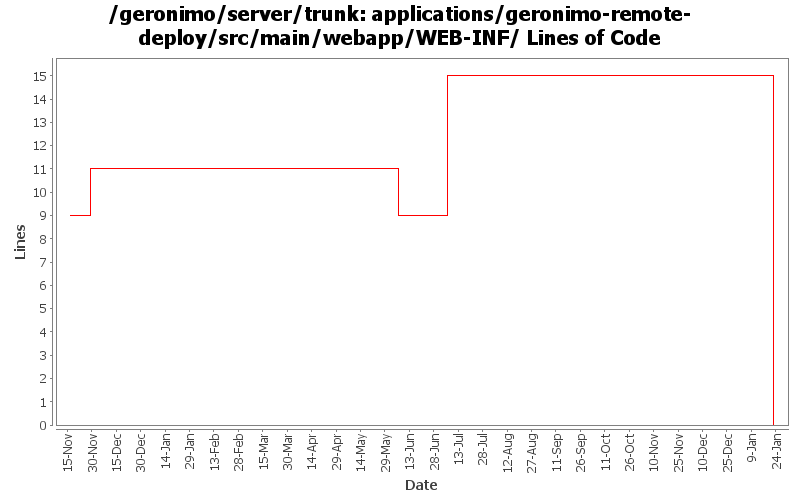 /geronimo/server/trunk: applications/geronimo-remote-
deploy/src/main/webapp/WEB-INF/ Lines of Code
Lines
15
14
13
12
11
10
9
8
7
6
5
4
3
2
1
0
15-Nov
30-Nov
15-Dec
30-Dec
14-Jan
29-Jan
13-Feb
28-Feb
15-Mar
30-Mar
14-Apr
29-Apr
14-May
29-May
13-Jun
28-Jun
13-Jul
28-Jul
12-Aug
27-Aug
11-Sep
26-Sep
11-Oct
26-Oct
10-Nov
25-Nov
10-Dec
25-Dec
9-Jan
24-Jan
Date